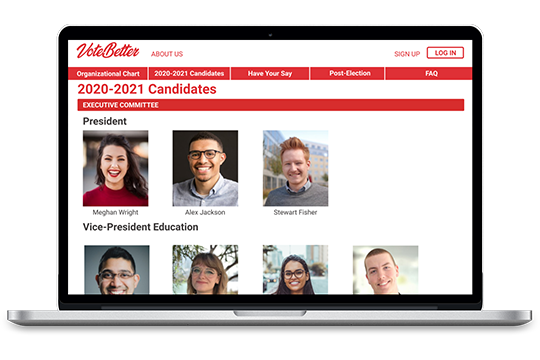 VoteBetter
ABOUT US
SIGN UP
LOG IN
Organizational Chart
2020-2021 Candidates
Have Your Say
Post-Election
FAQ
2020-2021 Candidates
EXECUTIVE COMMITTEE
President
Meghan Wright
Alex Jackson
Stewart Fisher
Vice-President Education